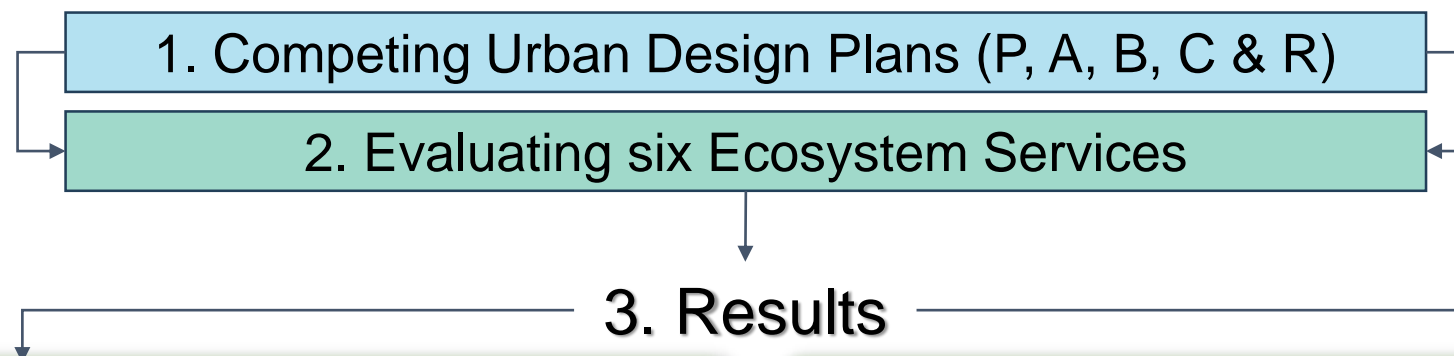 1. Competing Urban Design Plans (P, A, B, C & R)
2. Evaluating six Ecosystem Services
3. Results